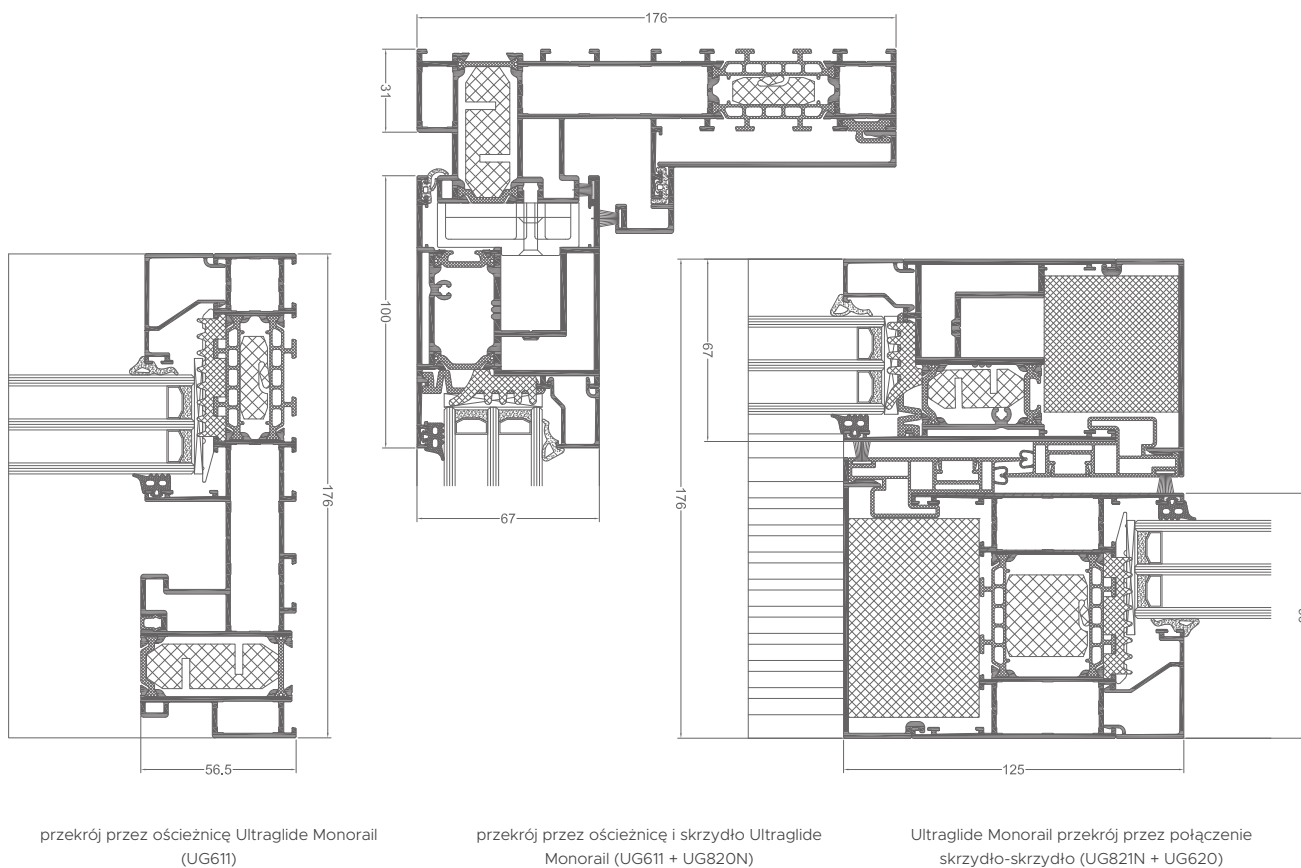 176
31
100
67
176
56.5
67
176
125
przekrój przez ościeżnicę Ultraglide Monorail
(UG611)
przekrój przez ościeżnicę i skrzydło Ultraglide
Monorail (UG611 + UG820N)
Ultraglide Monorail przekrój przez połączenie
skrzydło-skrzydło (UG821N + UG620)